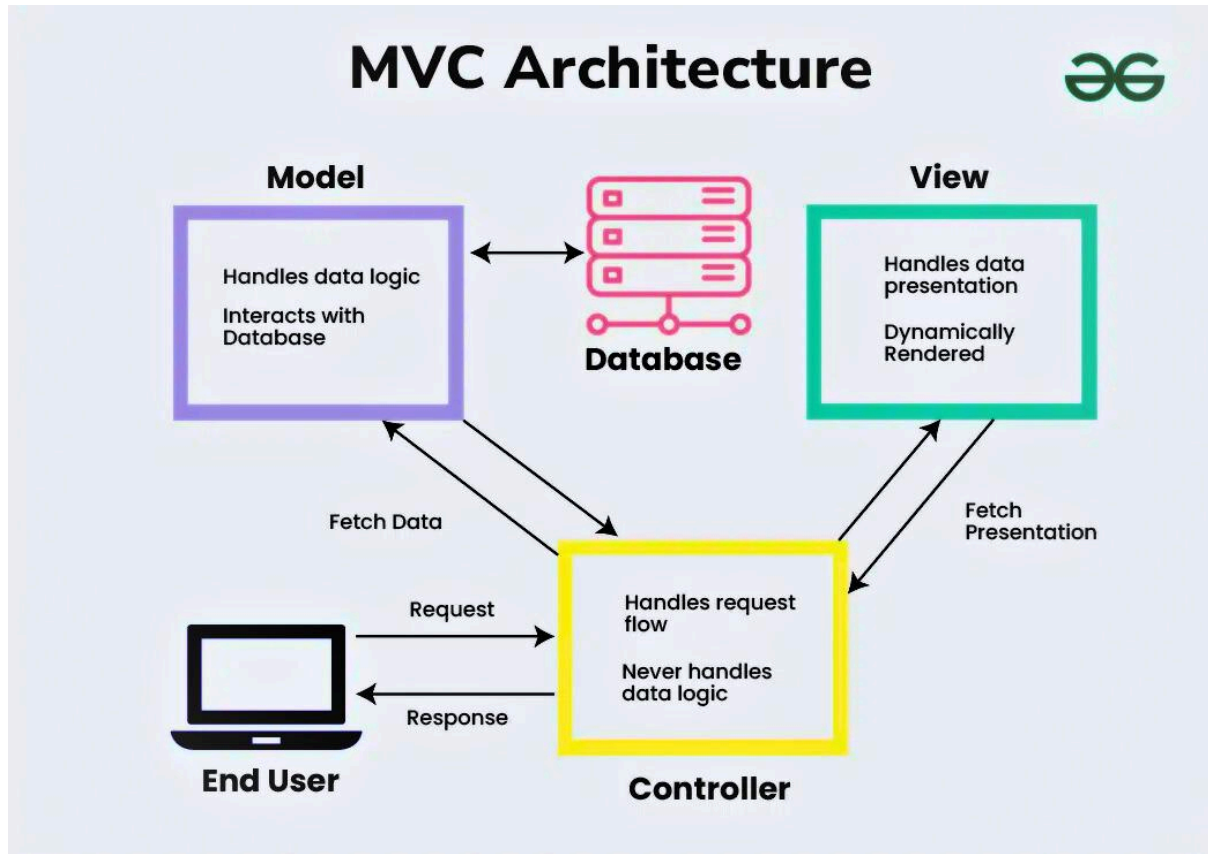 MVC Architecture
Model
Handles data logic
Interacts with
Database
Database
View
Handles data
presentation
Dynamically
Rendered
Fetch Data
Fetch
Presentation
Request
Response
End User
Handles request
flow
Never handles
data logic
Controller